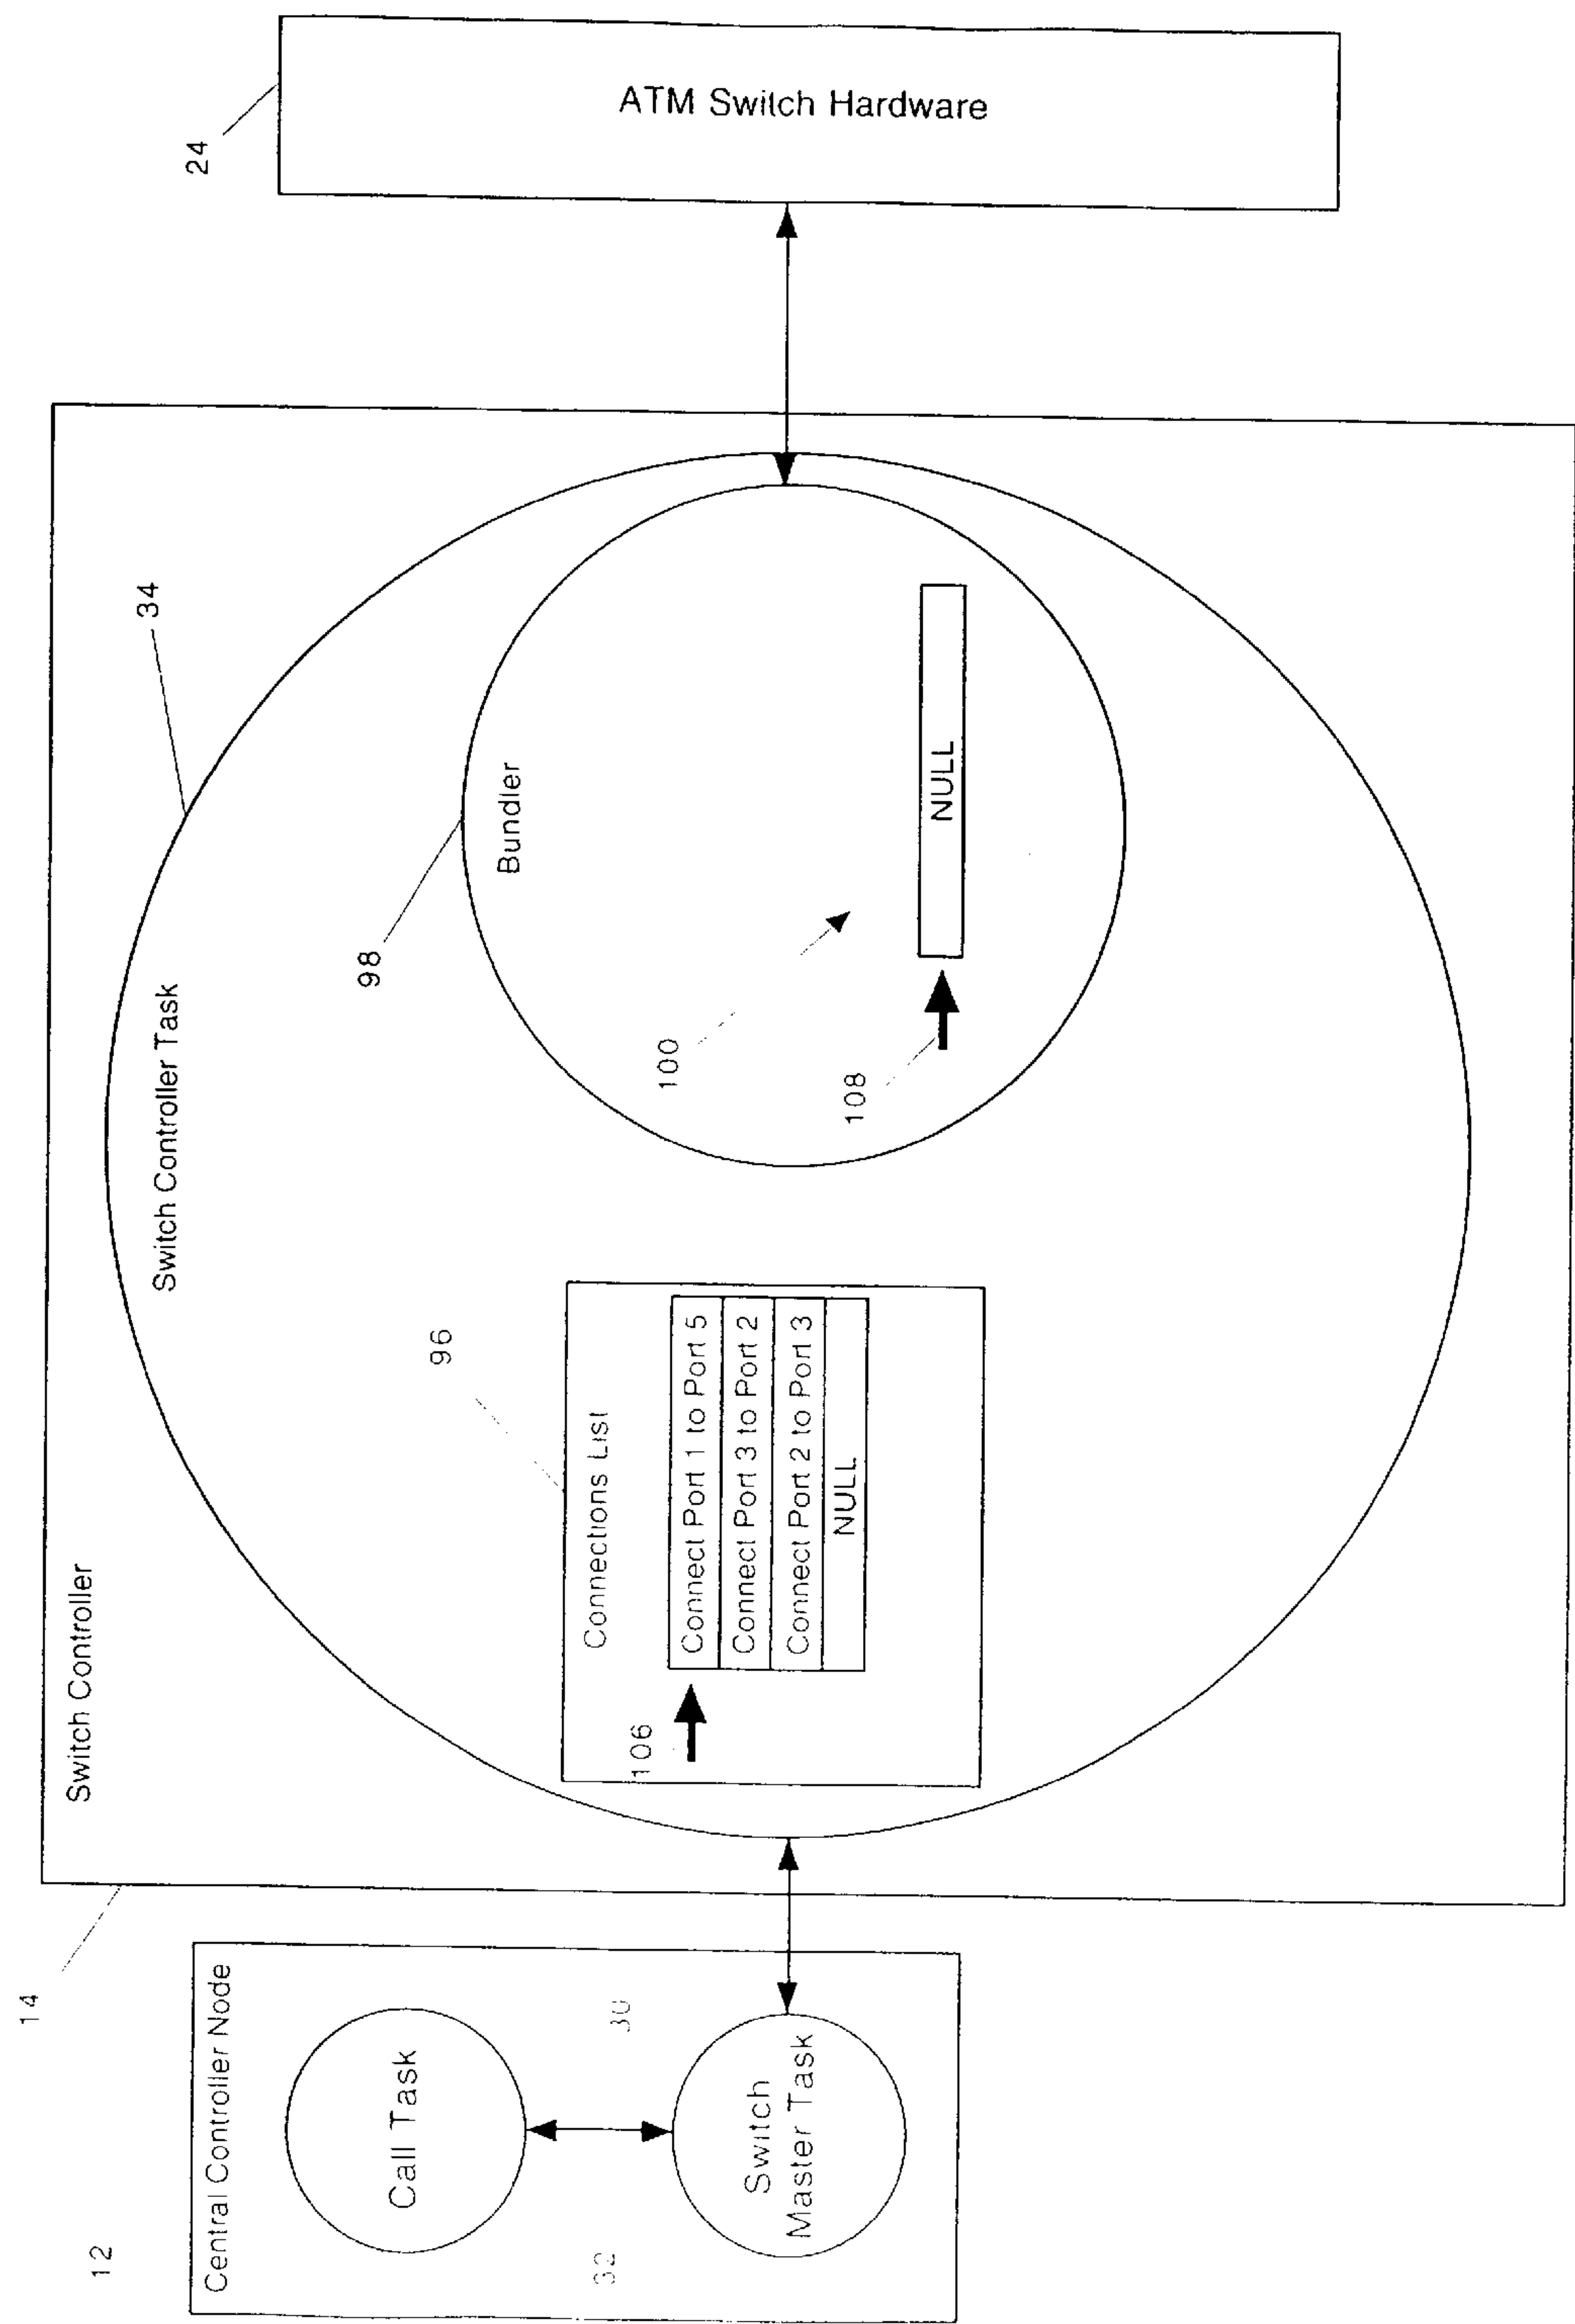 12
Central Controller Node
Call Task
30
32
Switch
Master Task
14
Switch Controller
Switch Controller Task
34
96
Connections List
106
Connect Port 1 to Port 5
Connect Port 3 to Port 2
Connect Port 2 to Port 3
NULL
98
Bundler
100
108
NULL
24
ATM Switch Hardware